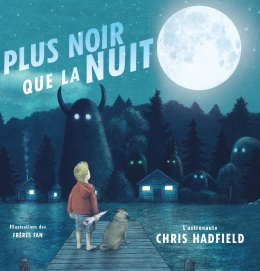 PLUS NOIR
QUE LA NUIT
Illustrations des
FRÈRES FAN
L'astronaute
CHRIS HADFIELD